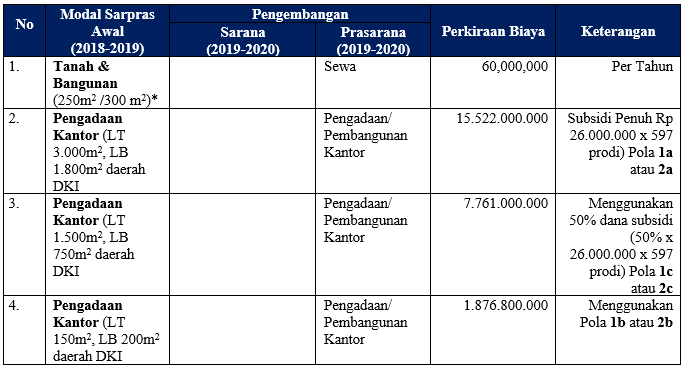 No
Modal Sarpras
Awal
(2018-2019)
Pengembangan
Sarana
(2019-2020)
Prasarana
(2019-2020)
Perkiraan Biaya
Keterangan
1.
Tanah &
Bangunan
(250m² /300 m²)*
Sewa
60,000,000
Per Tahun
2.
Pengadaan
Kantor (LT
3.000m², LB
1.800m² daerah
DKI
Pengadaan/
Pembangunan
Kantor
15.522.000.000
Subsidi Penuh Rp
26.000.000 x 597
prodi) Pola 1a
atau 2a
3.
Pengadaan
Kantor (LT
1.500m², LB
750m² daerah
DKI
Pengadaan/
Pembangunan
Kantor
7.761.000.000
Menggunakan
50% dana subsidi
(50% x
26.000.000 x 597
prodi) Pola 1c
atau 2c
4.
Pengadaan
Kantor (LT
150m², LB 200m²
daerah DKI
Pengadaan/
Pembangunan
Kantor
1.876.800.000
Menggunakan
Pola 1b atau 2b